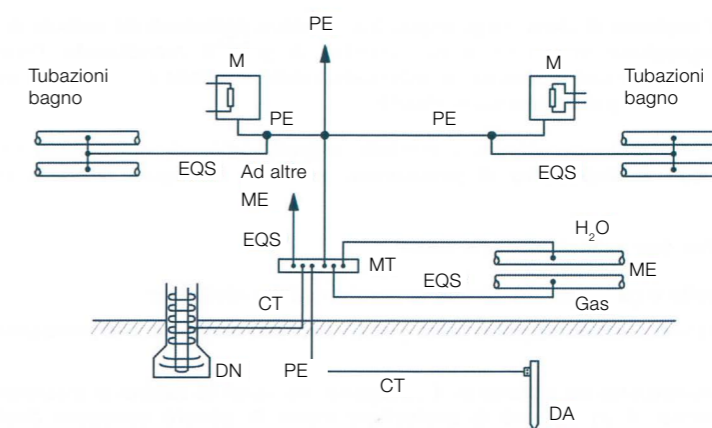 PE
M
M
Tubazioni
bagno
Tubazioni
bagno
PE
PE
EQS
Ad altre
ME
EQS
EQS
H₂O
MT
EQS
ME
CT
Gas
DN
PE
CT
DA